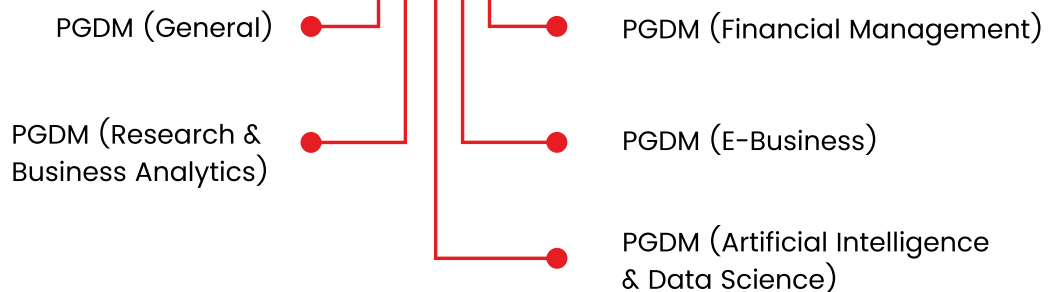 PGDM (General)
PGDM (Financial Management)
PGDM (Research &
Business Analytics)
PGDM (E-Business)
PGDM (Artificial Intelligence
& Data Science)